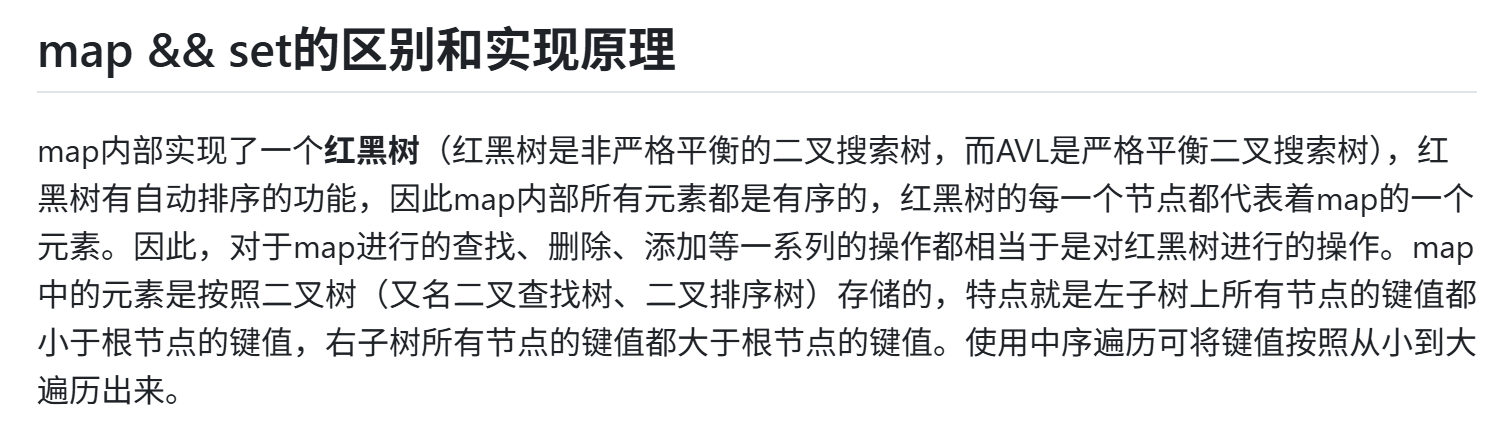 map && set的区别和实现原理
map内部实现了一个红黑树（红黑树是非严格平衡的二叉搜索树，而AVL是严格平衡二叉搜索树），红
黑树有自动排序的功能，因此map内部所有元素都是有序的，红黑树的每一个节点都代表着map的一个
元素。因此，对于map进行的查找、删除、添加等一系列的操作都相当于是对红黑树进行的操作。map
中的元素是按照二叉树（又名二叉查找树、二叉排序树）存储的，特点就是左子树上所有节点的键值都
小于根节点的键值，右子树所有节点的键值都大于根节点的键值。使用中序遍历可将键值按照从小到大
遍历出来。